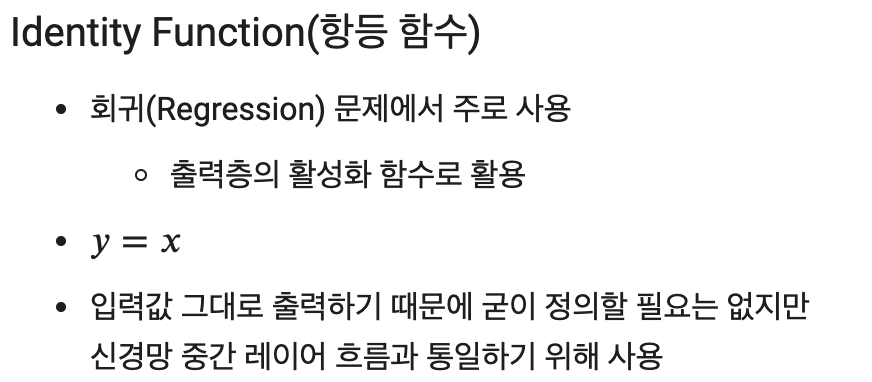 Identity Function(항등 함수)
• 회귀(Regression) 문제에서 주로 사용
○ 출력층의 활성화 함수로 활용
• y = x
• 입력값 그대로 출력하기 때문에 굳이 정의할 필요는 없지만
신경망 중간 레이어 흐름과 통일하기 위해 사용